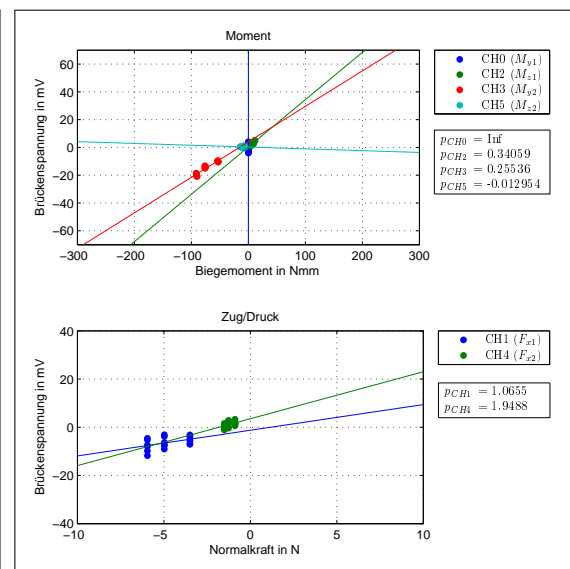 Moment
60
40
20
0
−20
−40
−60
−300
−200
−100
0
100
200
300
Brückenspannung in mV
Biegemoment in Nmm
CH0 (My1)
CH2 (Mz1)
CH3 (My2)
CH5 (Mz2)
pCH0 = Inf
pCH2 = 0.34059
pCH3 = 0.25536
pCH5 = -0.012954
Zug/Druck
40
20
0
−20
−40
−10
−5
0
5
10
Brückenspannung in mV
Normalkraft in N
CH1 (Fx1)
CH4 (Fx2)
pCH1 = 1.0655
pCH4 = 1.9488